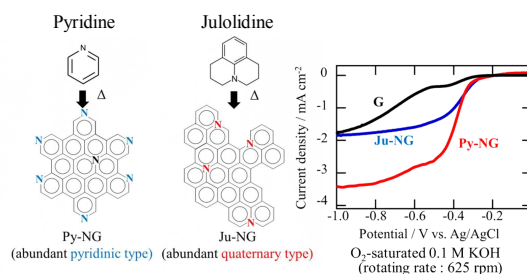 Pyridine
N
Δ
N
N
N
N
N
N
N
Py-NG
(abundant pyridinic type)
Julolidine
N
Δ
N
N
N
N
Ju-NG
(abundant quaternary type)
Current density / mA cm-2
0
-1
-2
-3
-4
G
Ju-NG
Py-NG
-1.0 -0.8 -0.6 -0.4 -0.2 0
Potential / V vs. Ag/AgCl
O2-saturated 0.1 M KOH
(rotating rate : 625 rpm)